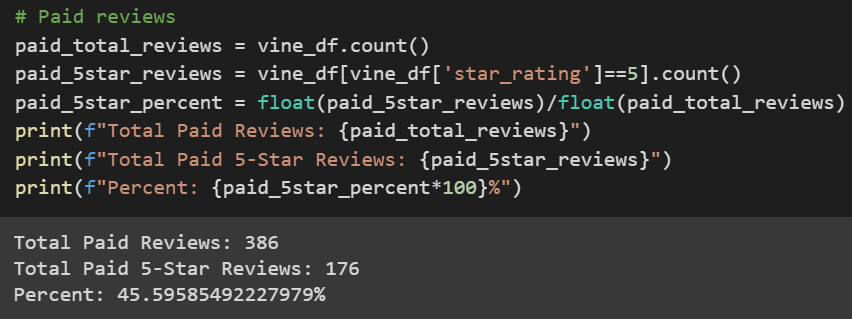 # Paid reviews
paid_total_reviews = vine_df.count()
paid_5star_reviews = vine_df[vine_df['star_rating']==5].count()
paid_5star_percent = float(paid_5star_reviews)/float(paid_total_reviews)
print(f"Total Paid Reviews: {paid_total_reviews}")
print(f"Total Paid 5-Star Reviews: {paid_5star_reviews}")
print(f"Percent: {paid_5star_percent*100}%")
Total Paid Reviews: 386
Total Paid 5-Star Reviews: 176
Percent: 45.59585492227979%